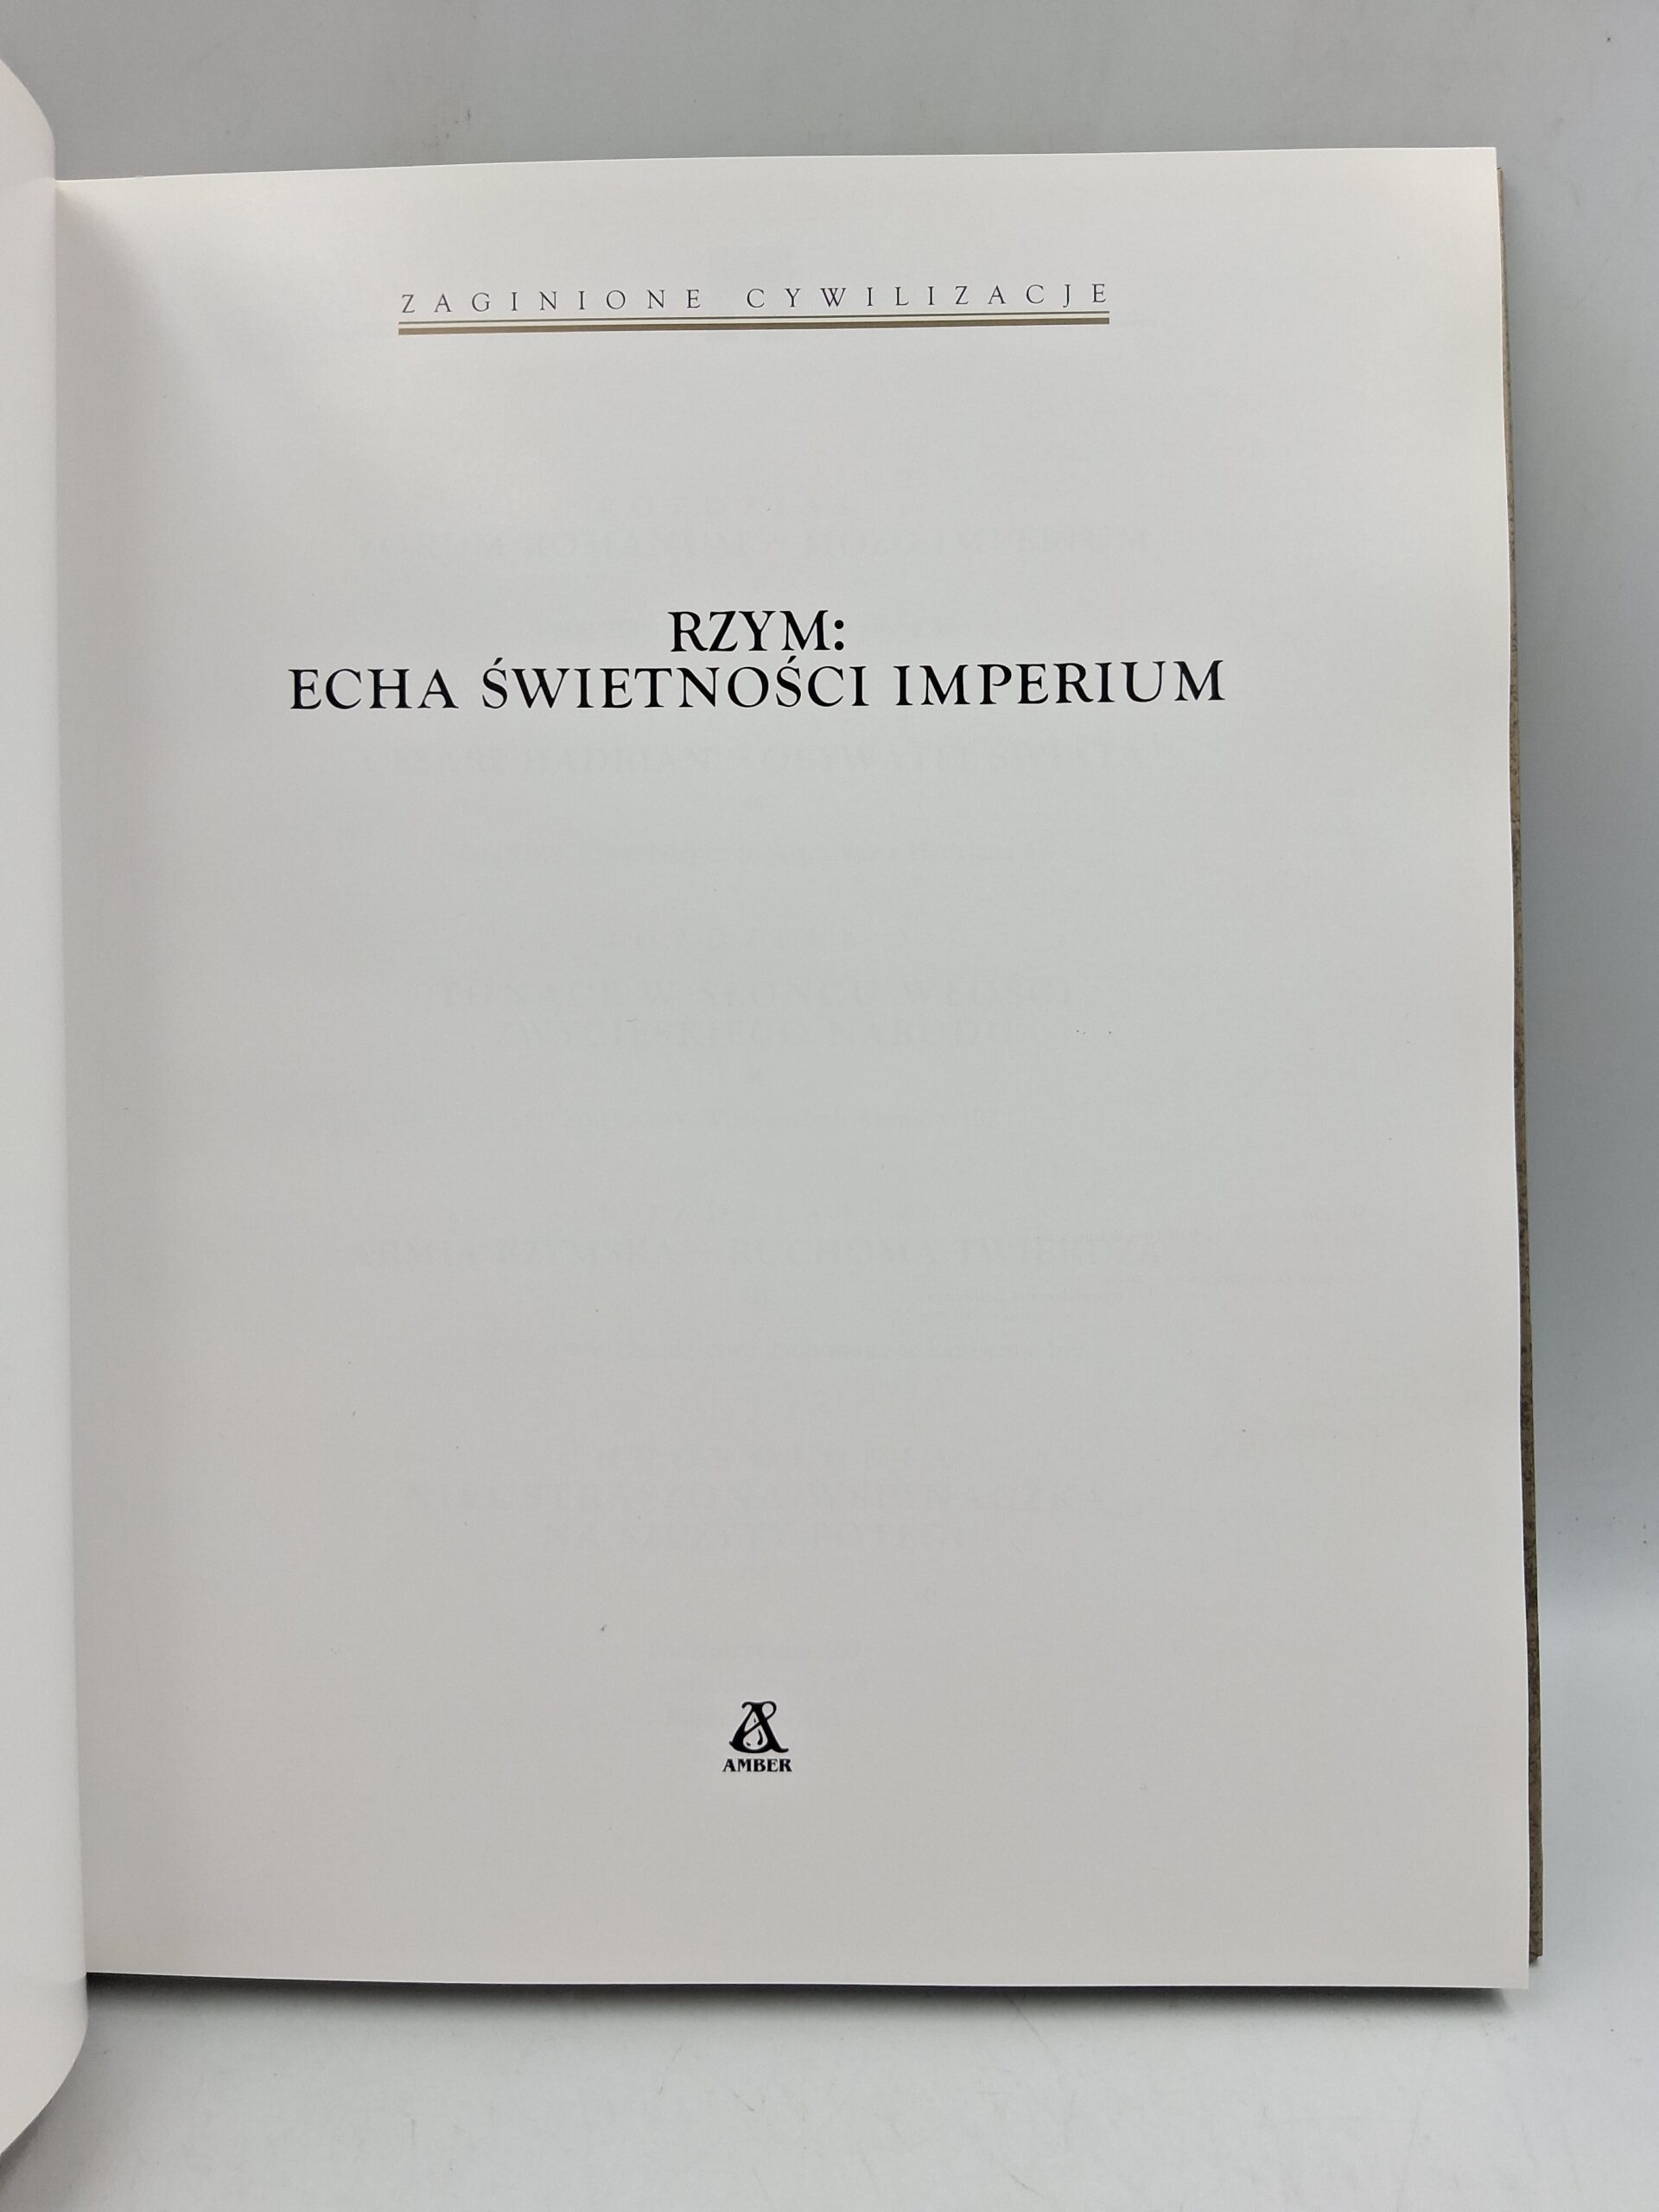 ZAGINIONE CYWILIZACJE
RZYM:
ECHA ŚWIETNOŚCI IMPERIUM
AMBER